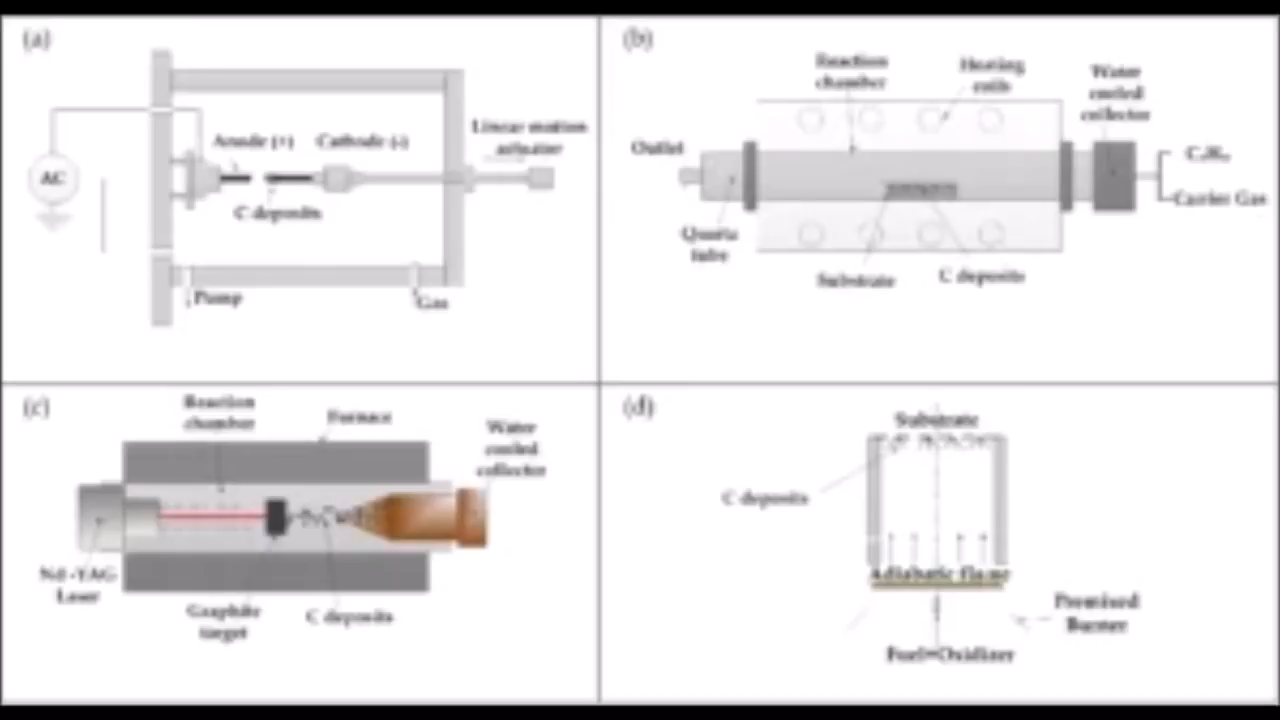 (a)
Anode (+)
Cathode (-)
Linear motion
actuator
AC
C deposits
Pump
Gas
(b)
Reaction
chamber
Heating
coils
Water
cooled
collector
Outlet
Carrier Gas
Quartz
tube
Substrate
C deposits
(c)
Reaction
chamber
Furnace
Water
cooled
collector
Nd -YAG
Laser
Graphite
target
C deposits
(d)
Substrate
C deposits
Adiabatic flame
Premixed
Burner
Fuel+Oxidizer